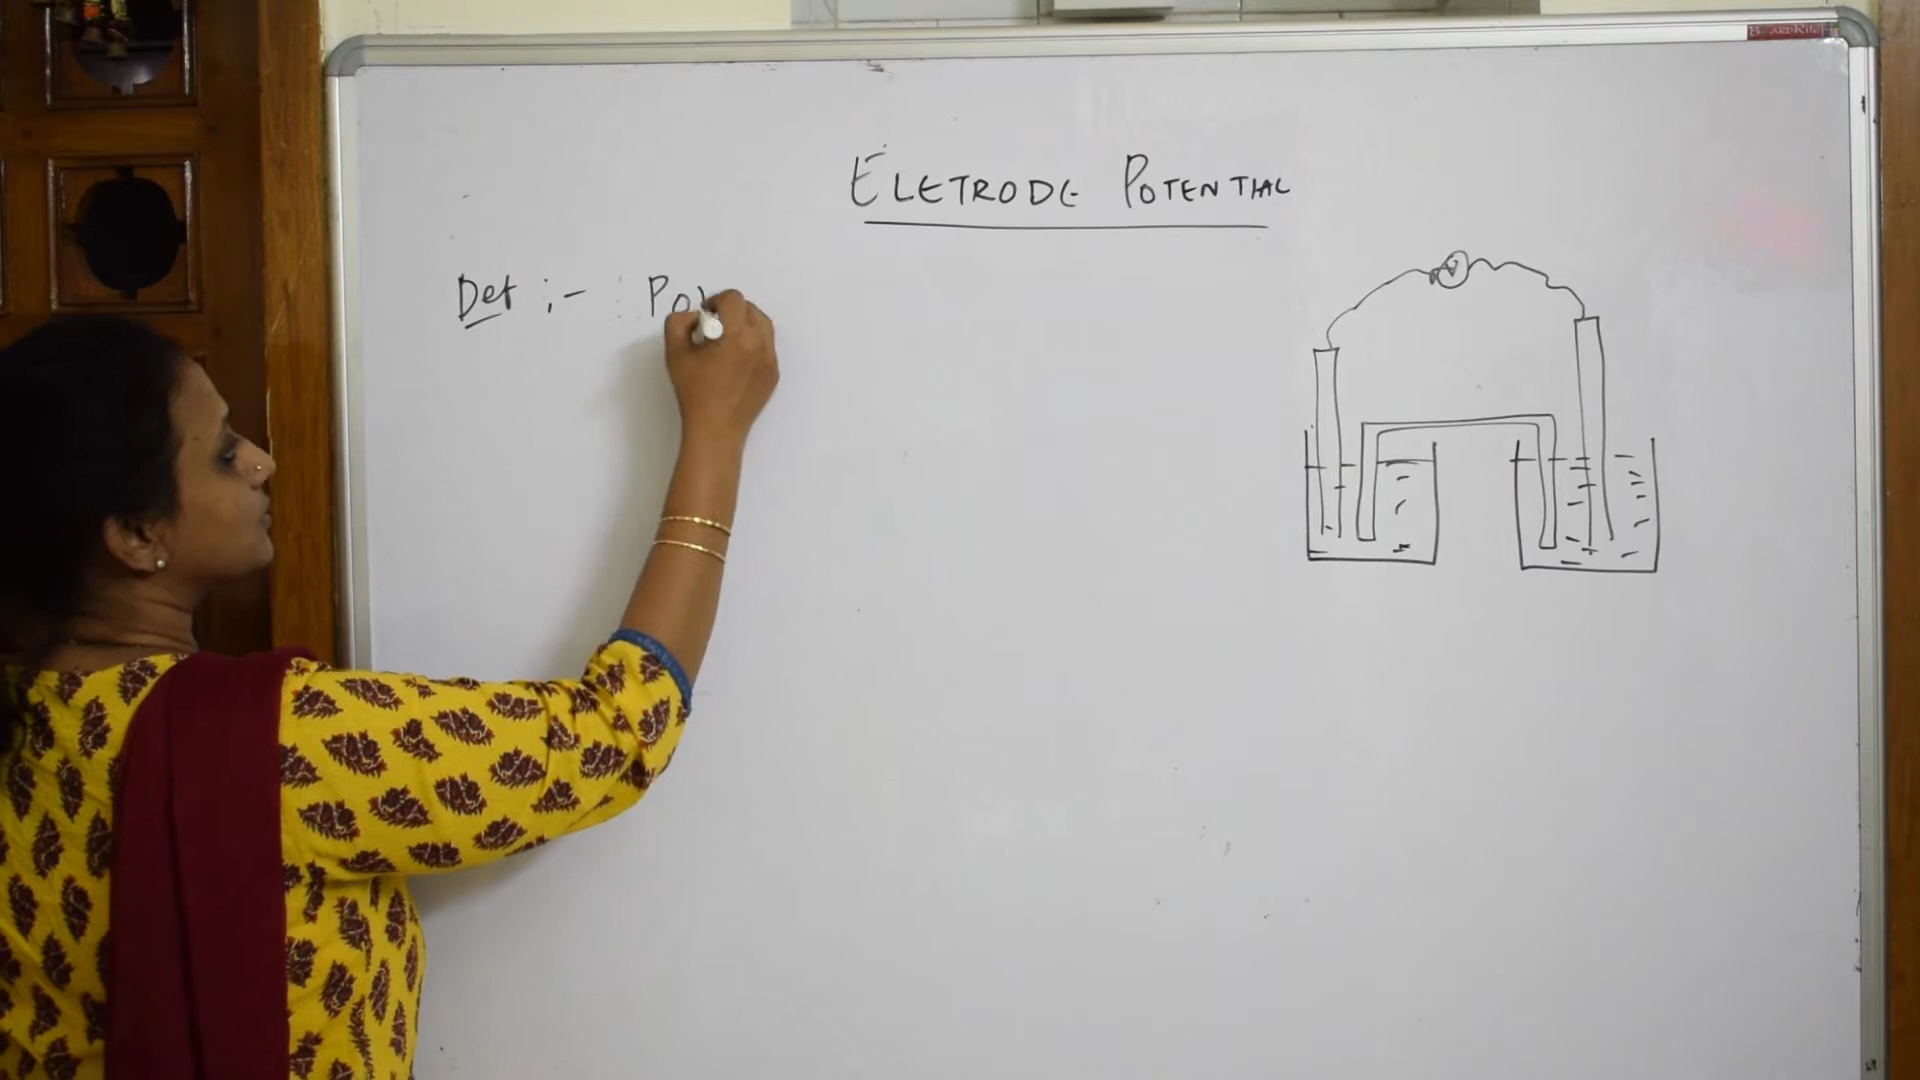 ELETRODE POTENTIAL
Def :- Po
V